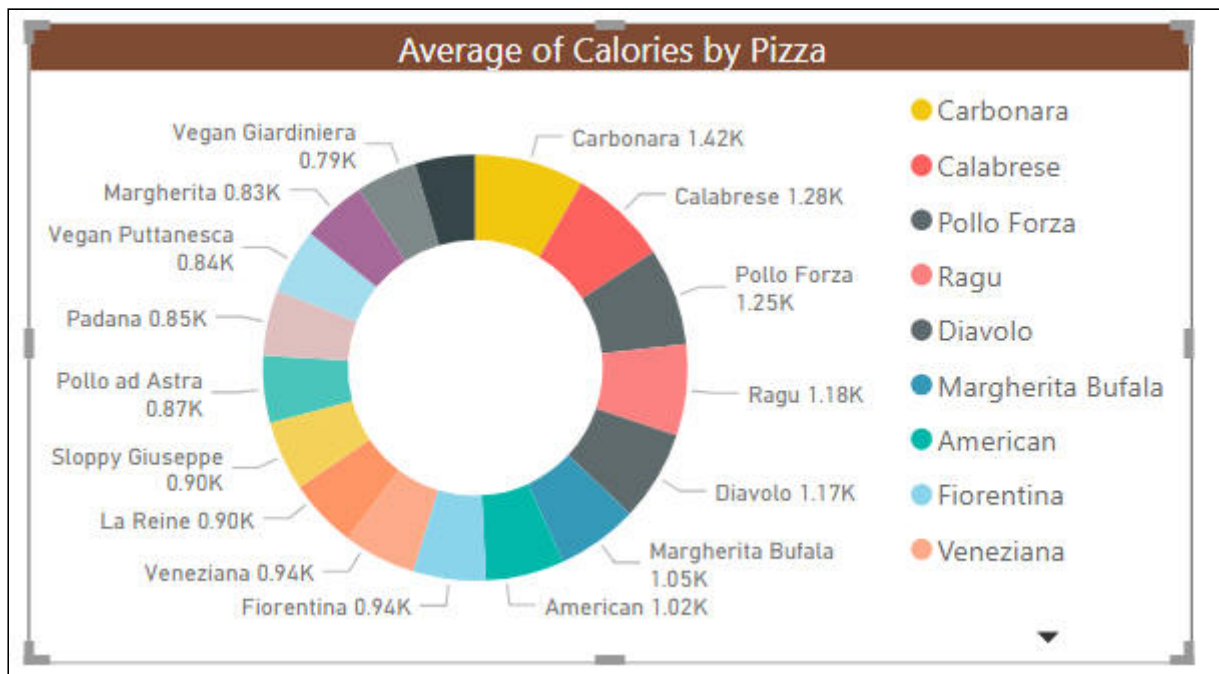 Average of Calories by Pizza
Carbonara 1.42K
Calabrese 1.28K
Pollo Forza
1.25K
Ragu 1.18K
Diavolo 1.17K
Margherita Bufala
1.05K
American 1.02K
Fiorentina 0.94K
Veneziana 0.94K
La Reine 0.90K
Sloppy Giuseppe
0.90K
Pollo ad Astra
0.87K
Padana 0.85K
Vegan Puttanesca
0.84K
Margherita 0.83K
Vegan Giardiniera
0.79K
Carbonara
Calabrese
Pollo Forza
Ragu
Diavolo
Margherita Bufala
American
Fiorentina
Veneziana